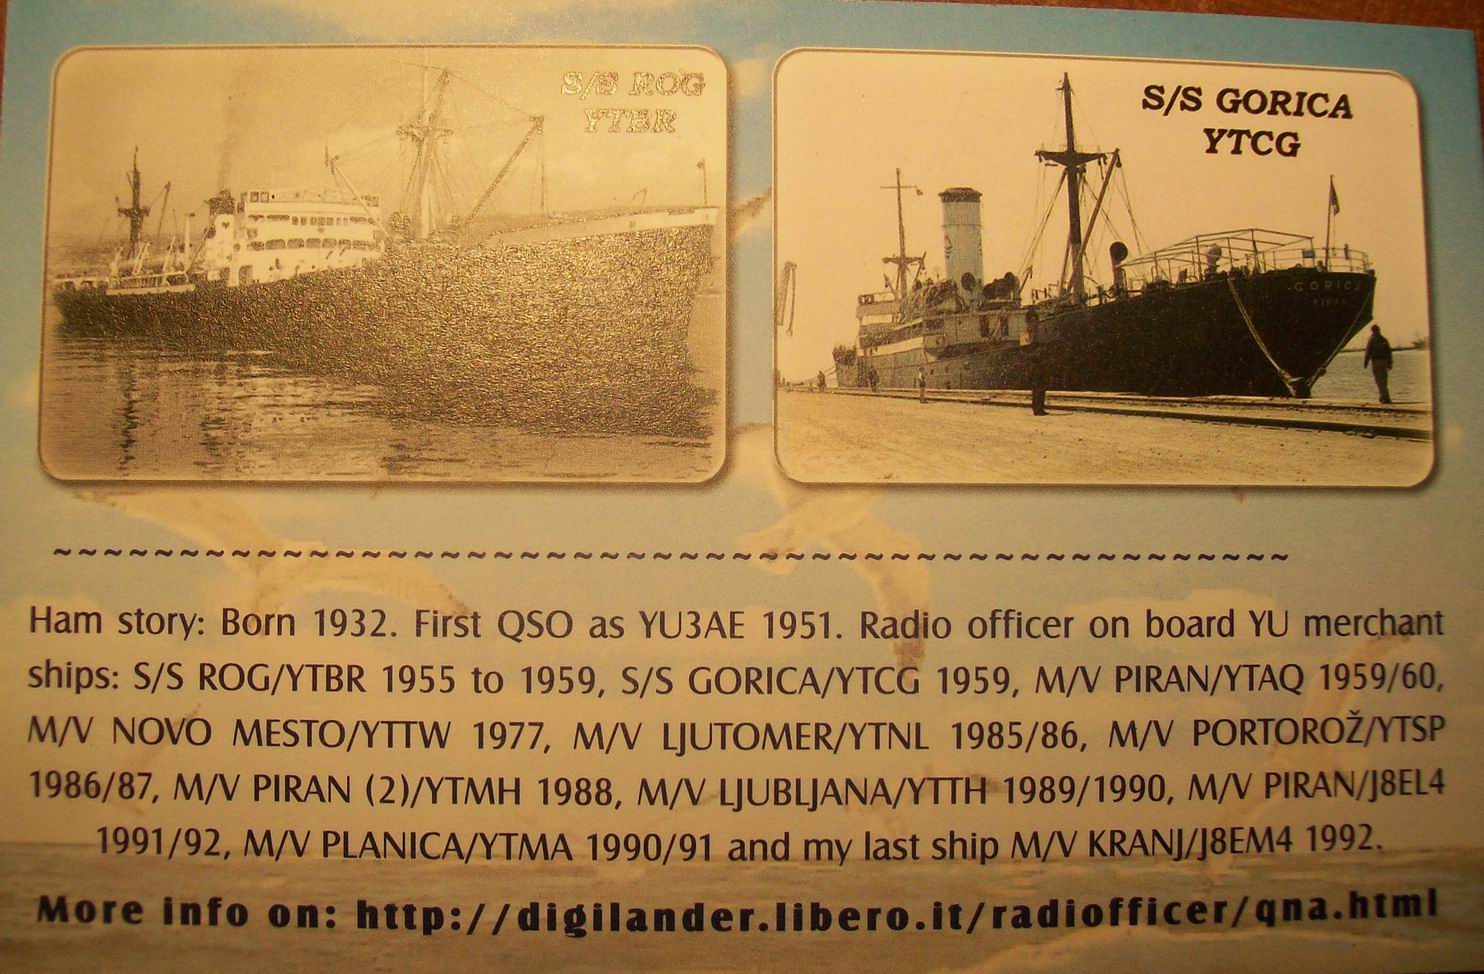 S/S ROG
YTBR
S/S GORICA
YTCG
GORICA
~~~~~~~~~~~~~~~~~~~~~~~~~~~~~~~~~~~~~~~~~~~~~~~~
Ham story: Born 1932. First QSO as YU3AE 1951. Radio officer on board YU merchant
ships: S/S ROG/YTBR 1955 to 1959, S/S GORICA/YTCG 1959, M/V PIRAN/YTAQ 1959/60,
M/V NOVO MESTO/YTTW 1977, M/V LJUTOMER/YTNL 1985/86, M/V PORTOROŽ/YTSP
1986/87, M/V PIRAN (2)/YTMH 1988, M/V LJUBLJANA/YTTH 1989/1990, M/V PIRAN/J8EL4
1991/92, M/V PLANICA/YTMA 1990/91 and my last ship M/V KRANJ/J8EM4 1992.
More info on: http://digilander.libero.it/radiofficer/qna.html